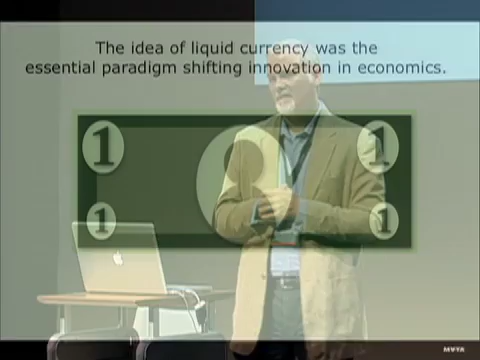 The idea of liquid currency was the
essential paradigm shifting innovation in economics.
1 1
1 1